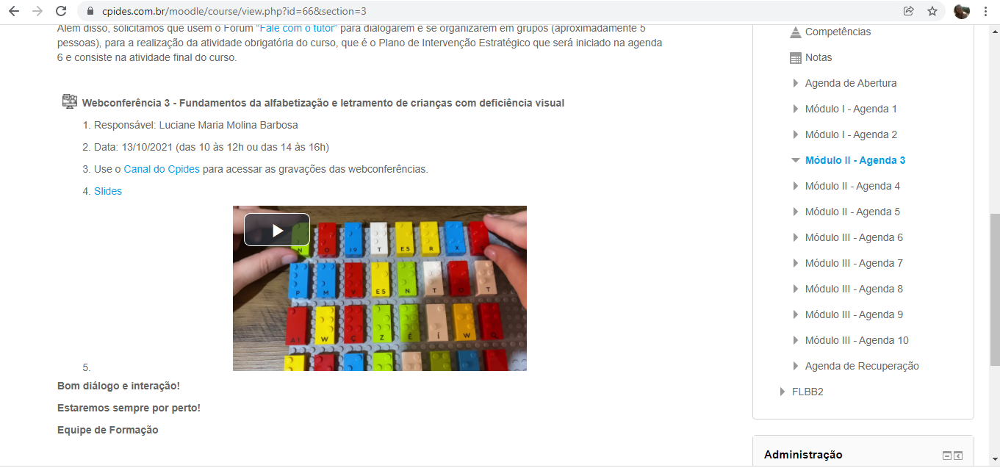 cpides.com.br/moodle/course/view.php?id=66&section=3
Além disso, solicitamos que usem o Fórum "Fale com o tutor" para dialogarem e se organizarem em grupos (aproximadamente 5
pessoas), para a realização da atividade obrigatória do curso, que é o Plano de Intervenção Estratégico que será iniciado na agenda
6 e consiste na atividade final do curso.
Webconferência 3 - Fundamentos da alfabetização e letramento de crianças com deficiência visual
1. Responsável: Luciane Maria Molina Barbosa
2. Data: 13/10/2021 (das 10 às 12h ou das 14 às 16h)
3. Use o Canal do Cpides para acessar as gravações das webconferências.
4. Slides
N O 19 T E5 R X
P M V E5 N T O T
A1 W Ç Z É Í W Q
5.
Bom diálogo e interação!
Estaremos sempre por perto!
Equipe de Formação
Competências
Notas
Agenda de Abertura
Módulo I - Agenda 1
Módulo I - Agenda 2
Módulo II - Agenda 3
Módulo II - Agenda 4
Módulo II - Agenda 5
Módulo III - Agenda 6
Módulo III - Agenda 7
Módulo III - Agenda 8
Módulo III - Agenda 9
Módulo III - Agenda 10
Agenda de Recuperação
FLBB2
Administração